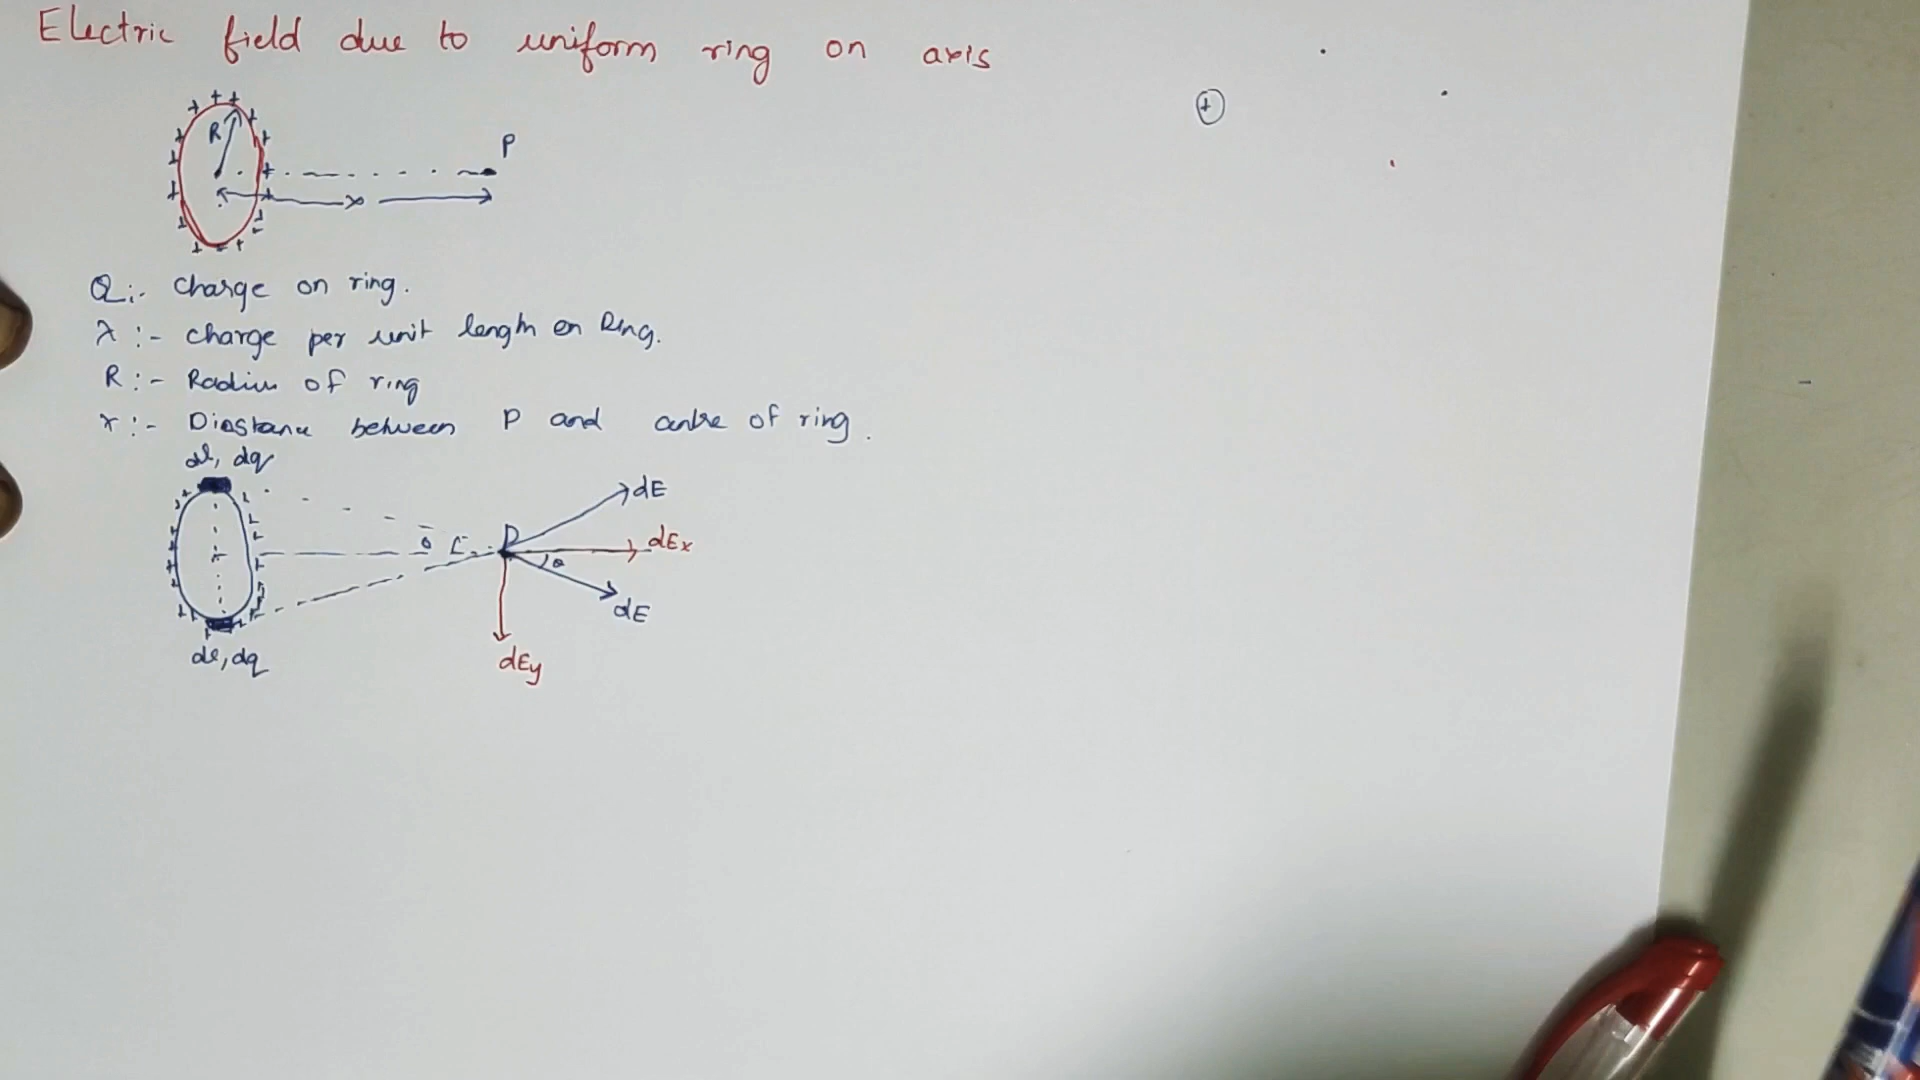 Electric field due to uniform ring on axis
+
R
P
x
Q:- Charge on ring.
λ :- charge per unit length on Ring.
R :- Radius of ring
x :- Diastance between P and centre of ring.
dl, dq
dE
P
dEx
θ
θ
dE
dl, dq
dEy